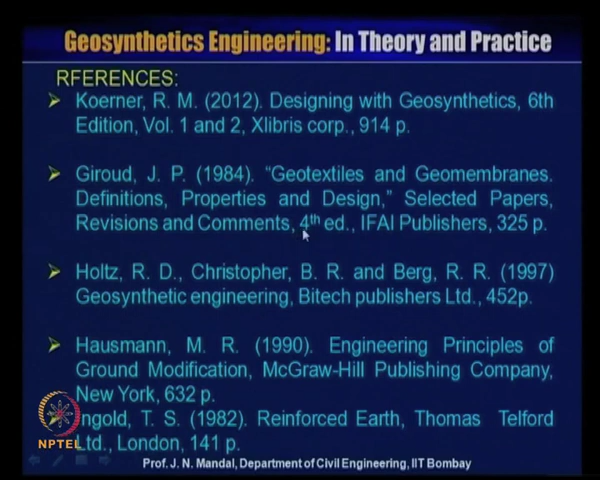 Geosynthetics Engineering: In Theory and Practice
RFERENCES:
Koerner, R. M. (2012). Designing with Geosynthetics, 6th
Edition, Vol. 1 and 2, Xlibris corp., 914 p.
Giroud, J. P. (1984). “Geotextiles and Geomembranes.
Definitions, Properties and Design,” Selected Papers,
Revisions and Comments, 4th ed., IFAI Publishers, 325 p.
Holtz, R. D., Christopher, B. R. and Berg, R. R. (1997)
Geosynthetic engineering, Bitech publishers Ltd., 452p.
Hausmann, M. R. (1990). Engineering Principles of
Ground Modification, McGraw-Hill Publishing Company,
New York, 632 p.
ngold, T. S. (1982). Reinforced Earth, Thomas Telford
Ltd., London, 141 p.
NPTEL
Prof. J. N. Mandal, Department of Civil Engineering, IIT Bombay